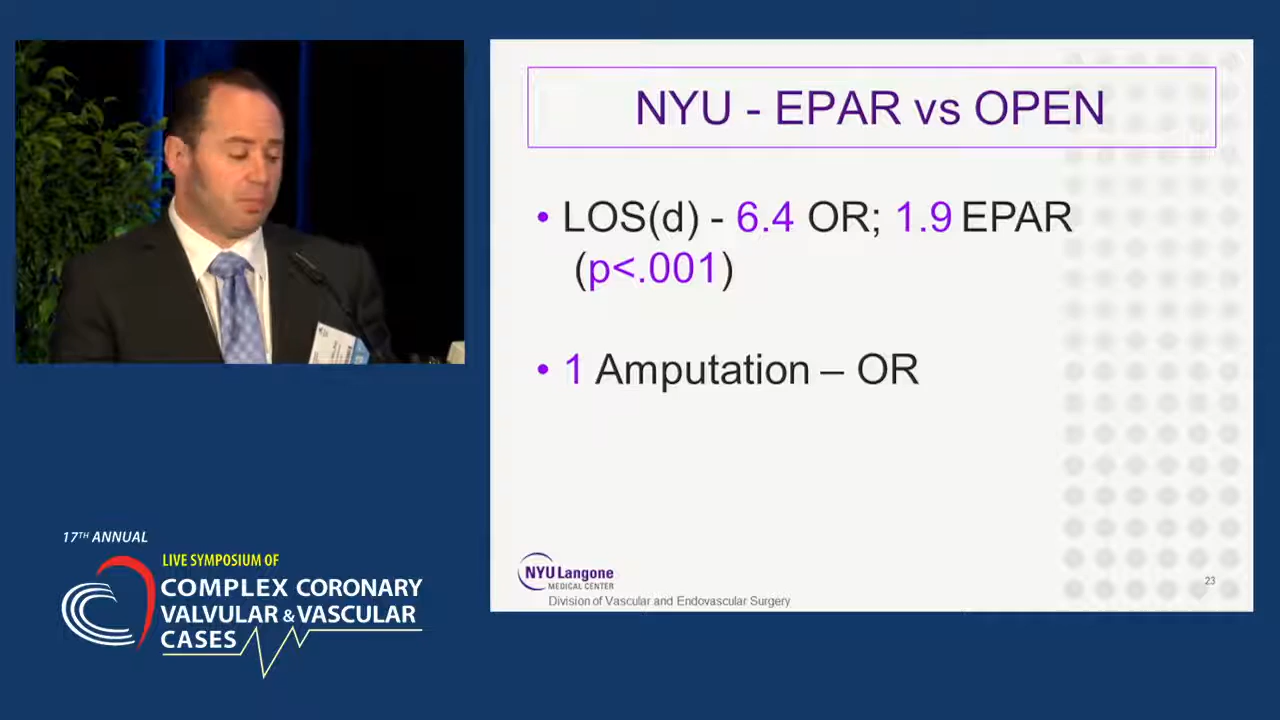 NYU - EPAR vs OPEN
• LOS(d) - 6.4 OR; 1.9 EPAR
(p<.001)
• 1 Amputation – OR
NYU Langone
MEDICAL CENTER
Division of Vascular and Endovascular Surgery
23
17TH ANNUAL
LIVE SYMPOSIUM OF
COMPLEX CORONARY
VALVULAR & VASCULAR
CASES